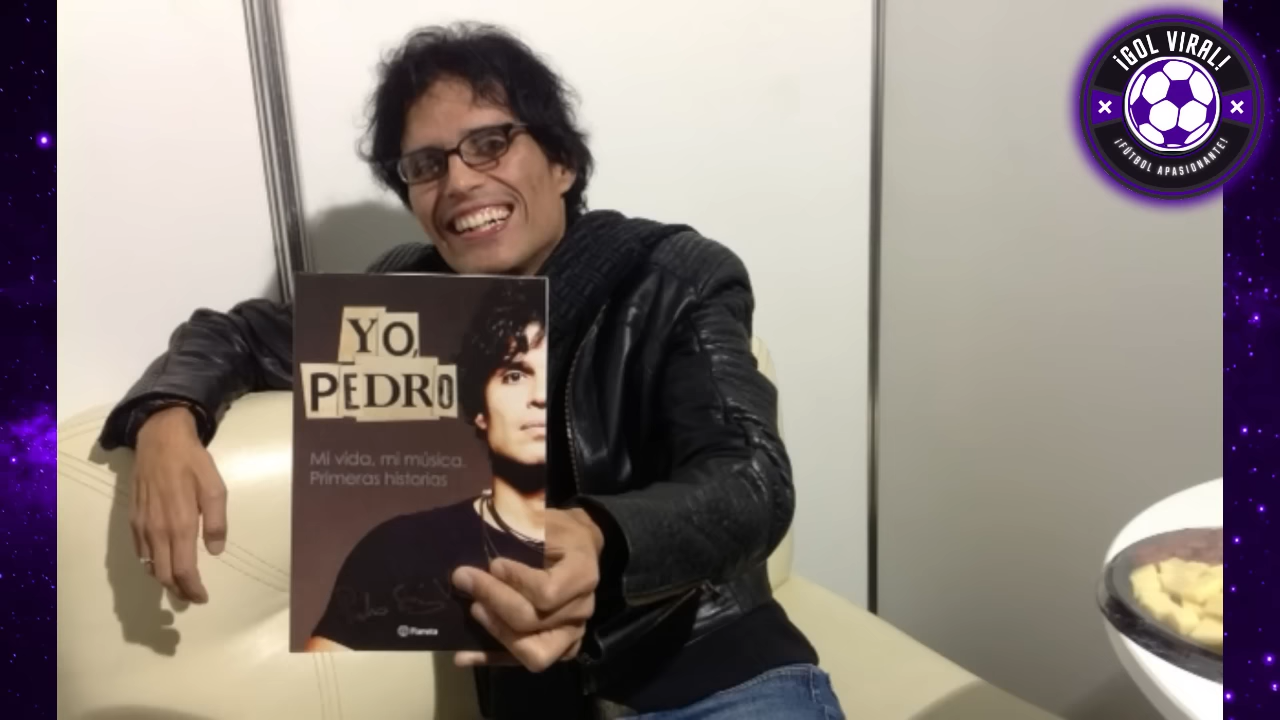 ¡GOL VIRAL!
¡FÚTBOL APASIONANTE!
YO,
PEDRO
Mi vida, mi música.
Primeras historias
Planeta